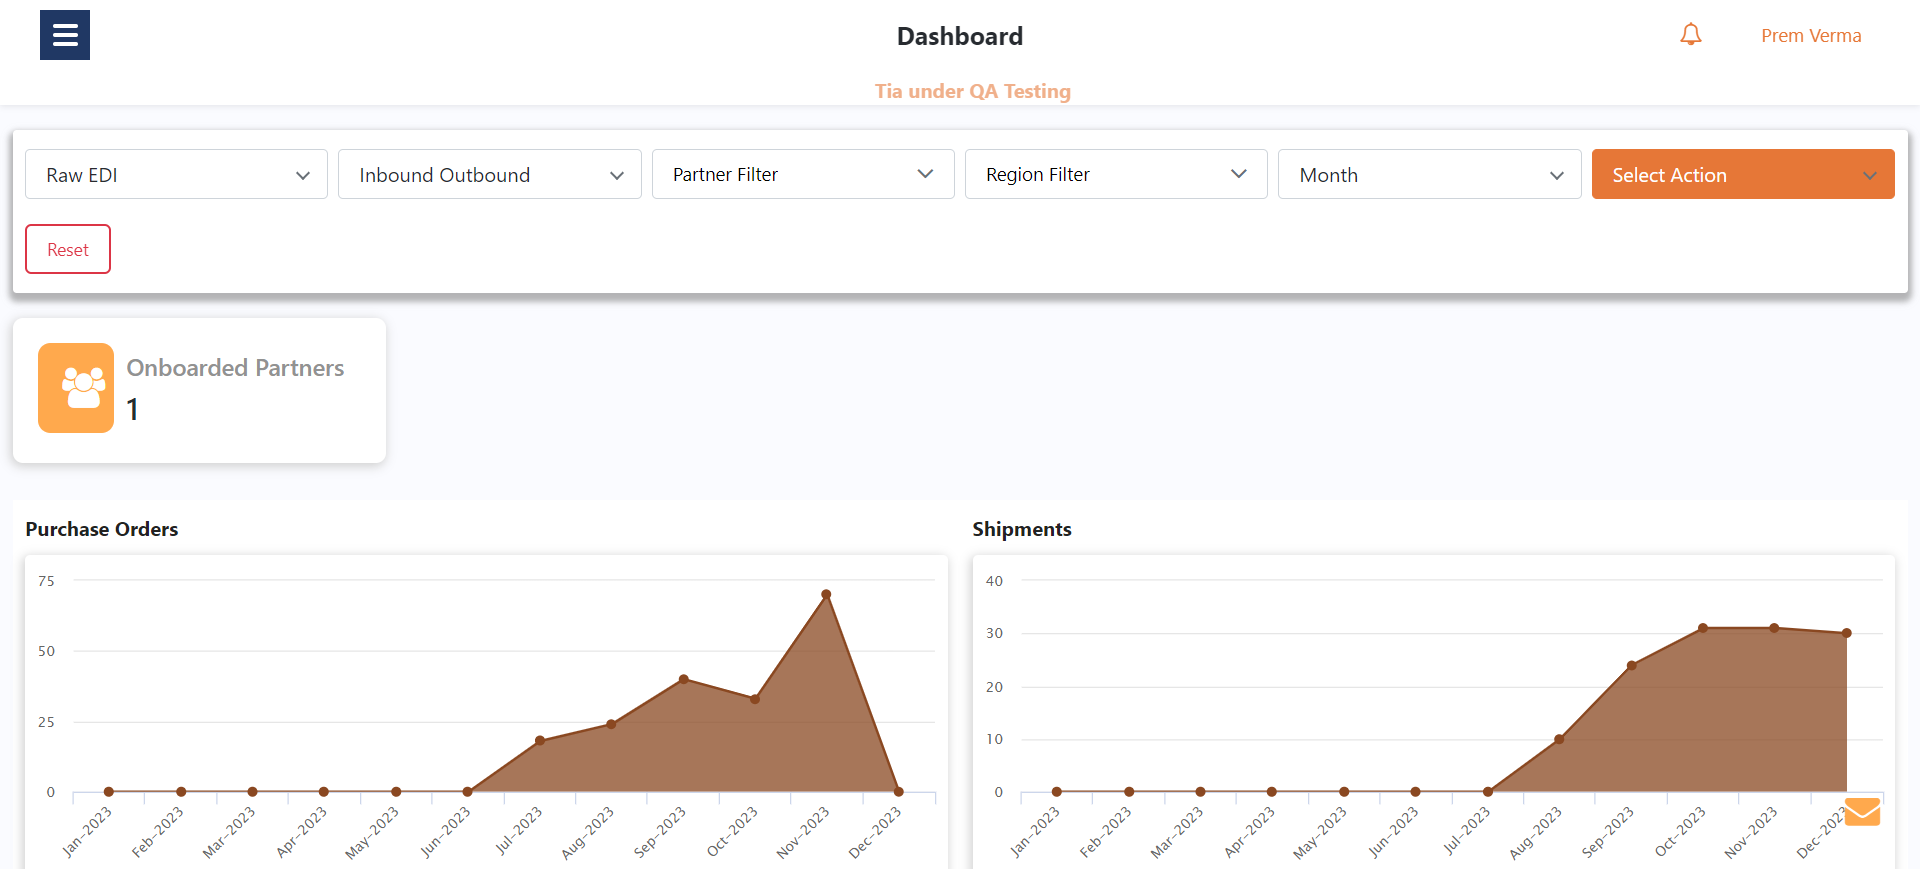 Dashboard
Prem Verma
Tia under QA Testing
Raw EDI
Inbound Outbound
Partner Filter
Region Filter
Month
Select Action
Reset
Onboarded Partners
1
Purchase Orders
75
50
25
0
Jan-2023
Feb-2023
Mar-2023
Apr-2023
May-2023
Jun-2023
Jul-2023
Aug-2023
Sep-2023
Oct-2023
Nov-2023
Dec-2023
Shipments
40
30
20
10
0
Jan-2023
Feb-2023
Mar-2023
Apr-2023
May-2023
Jun-2023
Jul-2023
Aug-2023
Sep-2023
Oct-2023
Nov-2023
Dec-2023